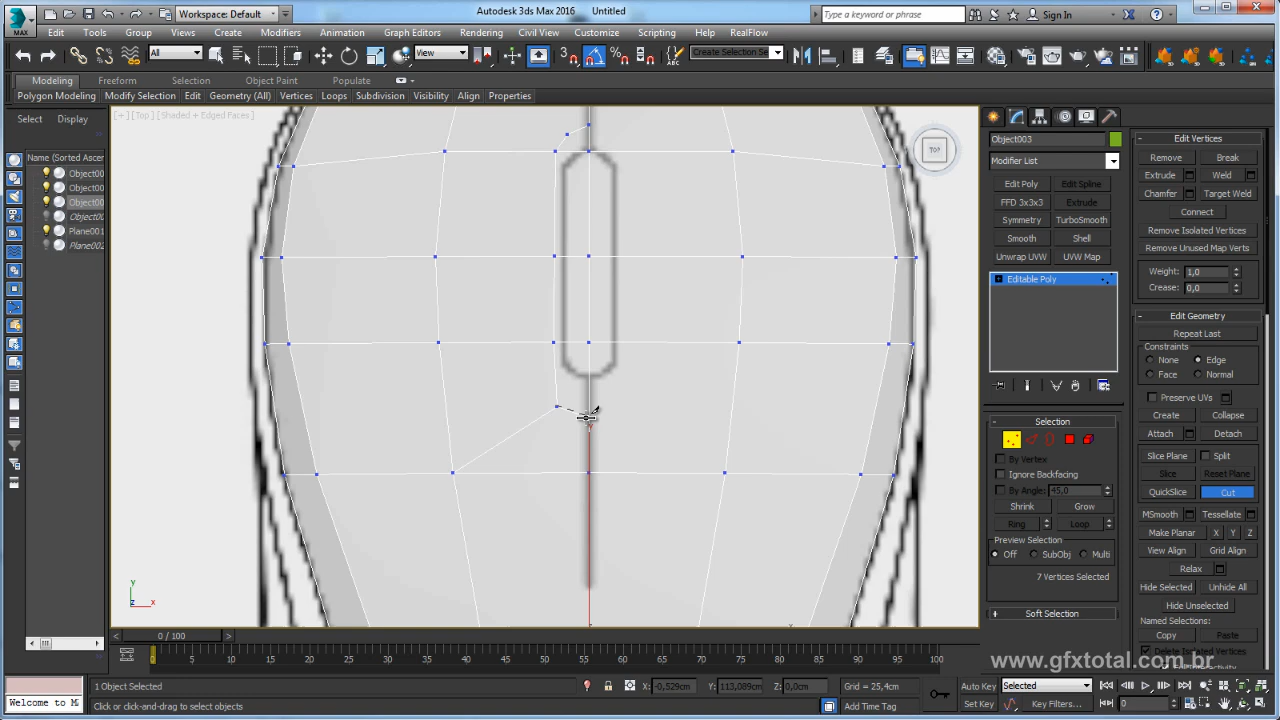 MAX
Workspace: Default
Autodesk 3ds Max 2016
Untitled
Type a keyword or phrase
Sign In
Edit Tools Group Views Create Modifiers Animation Graph Editors Rendering Civil View Customize Scripting Help RealFlow
All
View
Create Selection Se
Modeling Freeform Selection Object Paint Populate
Polygon Modeling Modify Selection Edit Geometry (All) Vertices Loops Subdivision Visibility Align Properties
Select Display
Name (Sorted Ascer
Object00
Object00
Object00
Object00
Plane001
Plane002
[+] [Top] [Shaded + Edged Faces]
TOP
y
z
x
Object003
Modifier List
Edit Poly Edit Spline
FFD 3x3x3 Extrude
Symmetry TurboSmooth
Smooth Shell
Unwrap UVW UVW Map
Editable Poly
Selection
By Vertex
Ignore Backfacing
By Angle: 45,0
Shrink Grow
Ring Loop
Preview Selection
Off SubObj Multi
7 Vertices Selected
Soft Selection
Edit Vertices
Remove Break
Extrude Weld
Chamfer Target Weld
Connect
Remove Isolated Vertices
Remove Unused Map Verts
Weight: 1,0
Crease: 0,0
Edit Geometry
Repeat Last
Constraints
None Edge
Face Normal
Preserve UVs
Create Collapse
Attach Detach
Slice Plane Split
Slice Reset Plane
QuickSlice Cut
MSmooth Tessellate
Make Planar X Y Z
View Align Grid Align
Relax
Hide Selected Unhide All
Hide Unselected
Named Selections:
Copy Paste
Delete Isolated Vertices
0 / 100
0 5 10 15 20 25 30 35 40 45 50 55 60 65 70 75 80 85 90 95 100
www.gfxtotal.com.br
1 Object Selected
X: -0,529cm Y: 113,089cm Z: 0,0cm Grid = 25,4cm
Auto Key Selected
Welcome to M
Click or click-and-drag to select objects
Add Time Tag
Set Key Key Filters...
0